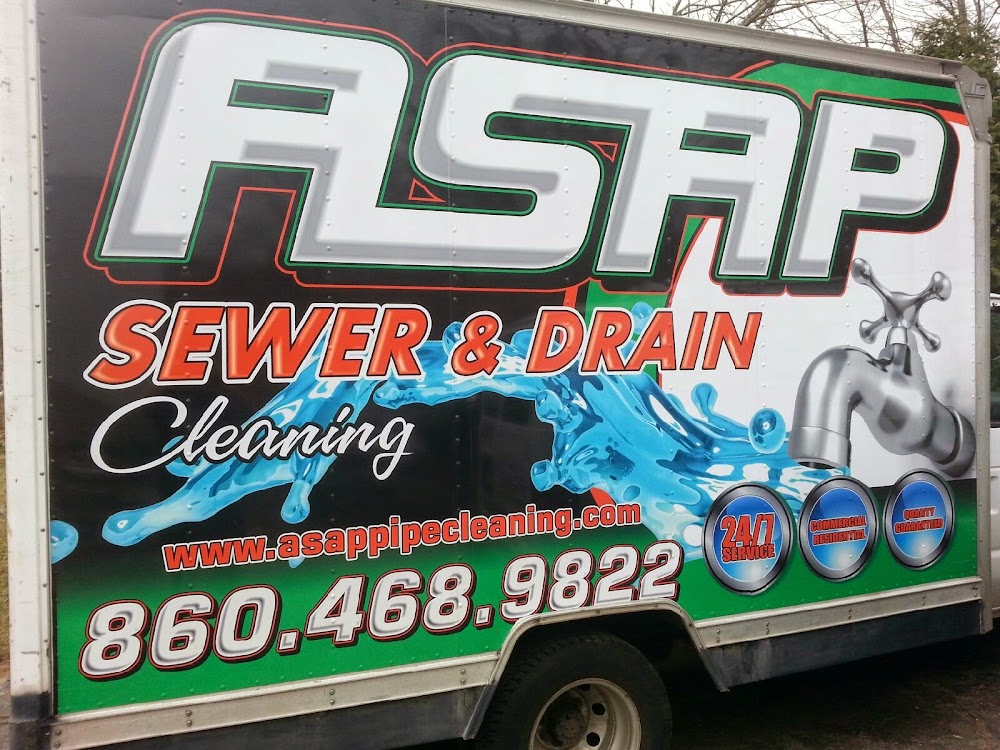 ASAP
SEWER & DRAIN
Cleaning
www.asappipecleaning.com
860.468.9822
24/7
SERVICE
COMMERCIAL
RESIDENTIAL
QUALITY
GUARANTEED